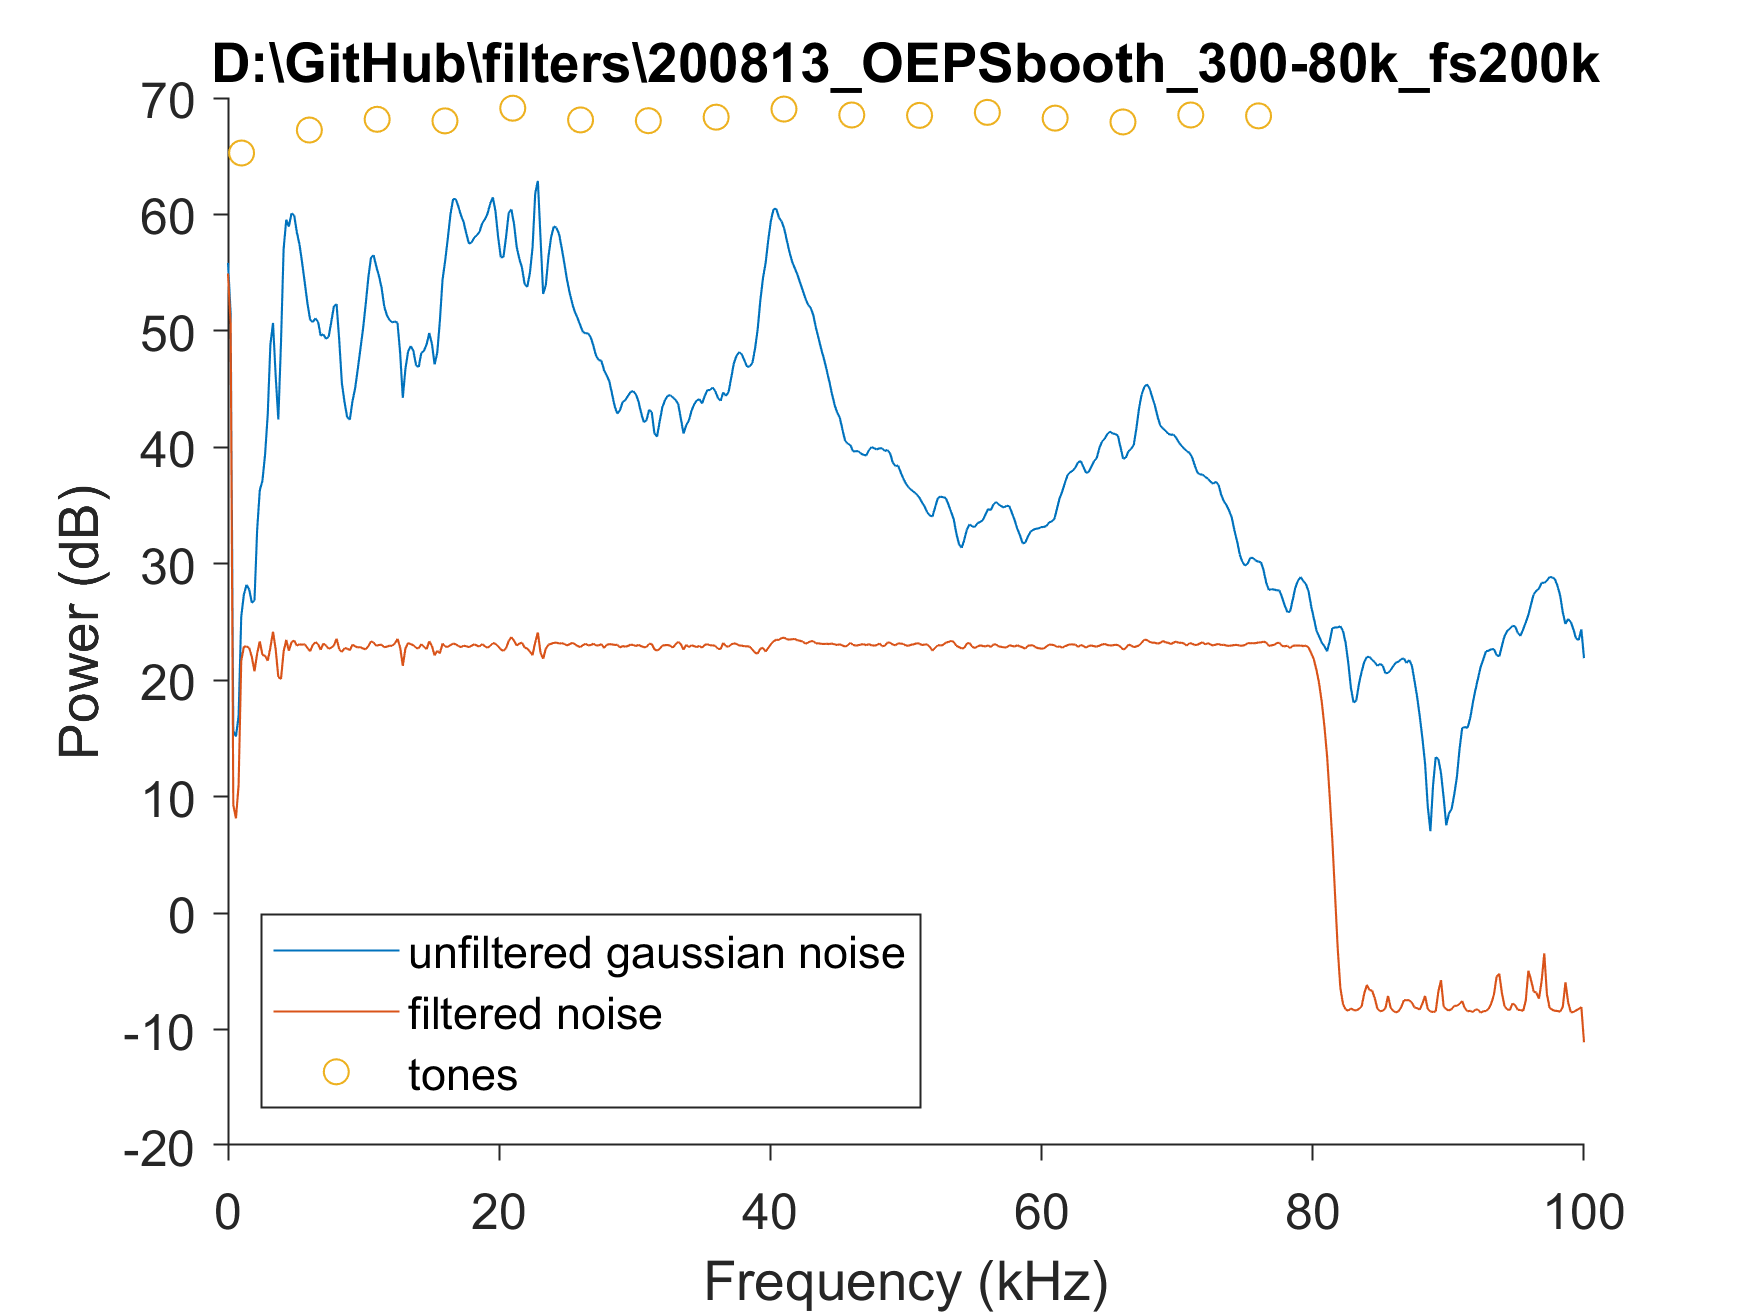 D:\GitHub\filters\200813_OEPSbooth_300-80k_fs200k
70
60
50
40
30
20
10
0
-10
-20
Power (dB)
unfiltered gaussian noise
filtered noise
tones
0 20 40 60 80 100
Frequency (kHz)